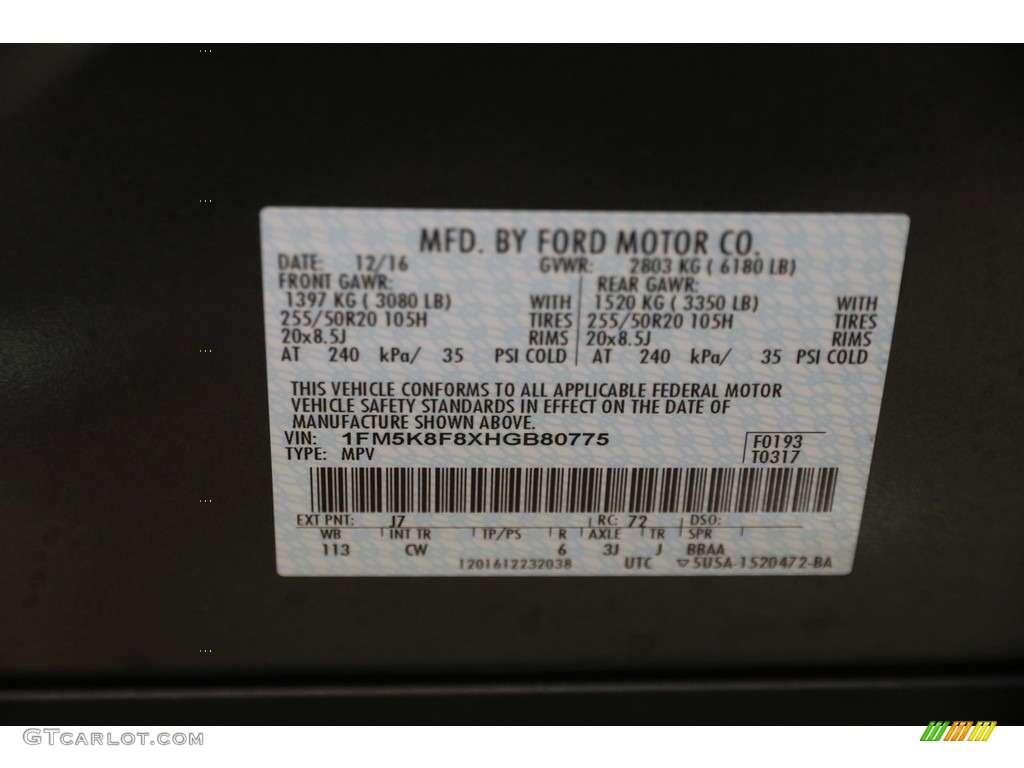 MFD. BY FORD MOTOR CO.
DATE: 12/16 GVWR: 2803 KG ( 6180 LB)
FRONT GAWR: REAR GAWR:
1397 KG ( 3080 LB) WITH 1520 KG ( 3350 LB) WITH
255/50R20 105H TIRES 255/50R20 105H TIRES
20x8.5J RIMS 20x8.5J RIMS
AT 240 kPa/ 35 PSI COLD AT 240 kPa/ 35 PSI COLD
THIS VEHICLE CONFORMS TO ALL APPLICABLE FEDERAL MOTOR
VEHICLE SAFETY STANDARDS IN EFFECT ON THE DATE OF
MANUFACTURE SHOWN ABOVE.
VIN: 1FM5K8F8XHGB80775 F0193
TYPE: MPV T0317
EXT PNT: J7 RC: 72 DSO:
WB INT TR TP/PS R AXLE TR SPR
113 CW 6 3J J BBAA
1201612232038 UTC ▽5U5A-1520472-BA
GTcarlot.com